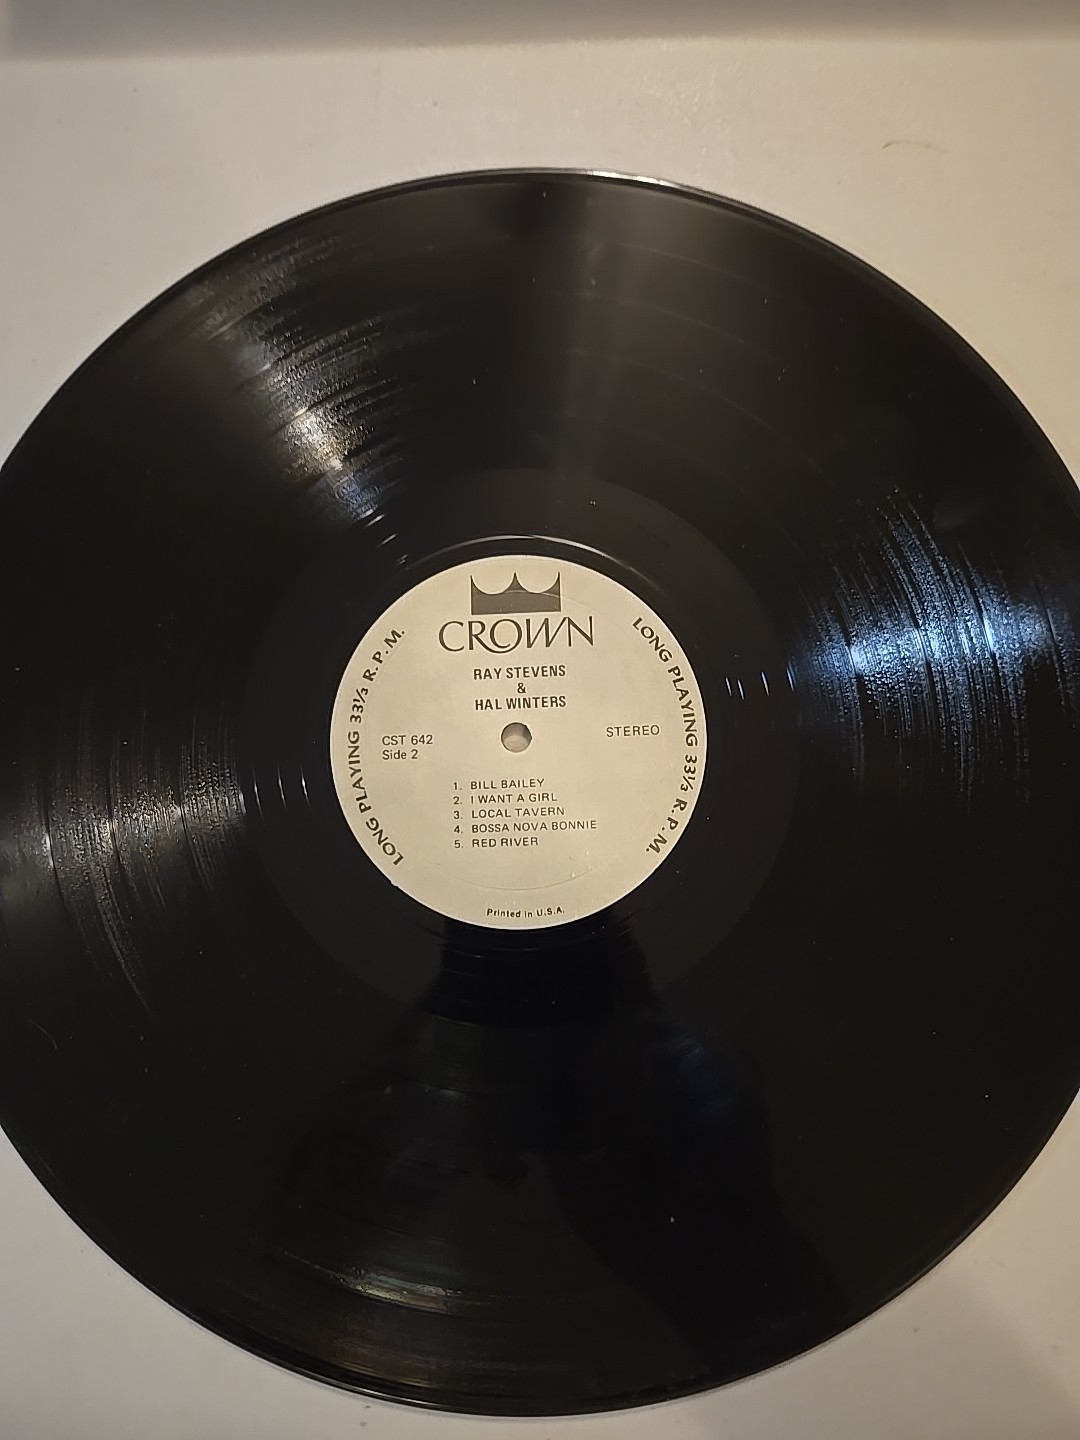 CROWN
RAY STEVENS
&
HAL WINTERS
CST 642
Side 2
STEREO
1. BILL BAILEY
2. I WANT A GIRL
3. LOCAL TAVERN
4. BOSSA NOVA BONNIE
5. RED RIVER
Printed in U.S.A.
LONG PLAYING 33⅓ R.P.M.
LONG PLAYING 33⅓ R.P.M.